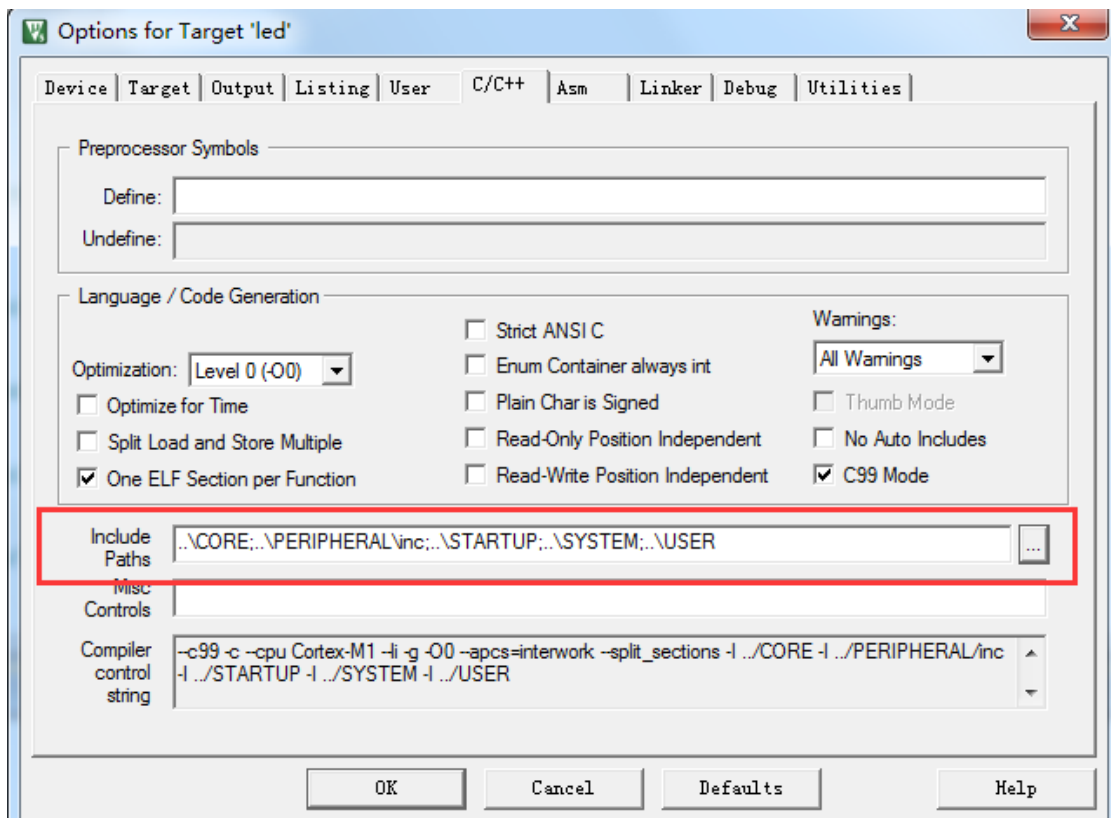 Options for Target 'led'
Device Target Output Listing User C/C++ Asm Linker Debug Utilities
Preprocessor Symbols
Define:
Undefine:
Language / Code Generation
Optimization: Level 0 (-O0)
Optimize for Time
Split Load and Store Multiple
One ELF Section per Function
Strict ANSI C
Enum Container always int
Plain Char is Signed
Read-Only Position Independent
Read-Write Position Independent
Warnings:
All Warnings
Thumb Mode
No Auto Includes
C99 Mode
Include
Paths
..\CORE;..\PERIPHERAL\inc;..\STARTUP;..\SYSTEM;..\USER
...
Misc
Controls
Compiler
control
string
--c99 -c --cpu Cortex-M1 --li -g -O0 --apcs=interwork --split_sections -I ../CORE -I ../PERIPHERAL/inc
-I ../STARTUP -I ../SYSTEM -I ../USER
OK Cancel Defaults Help